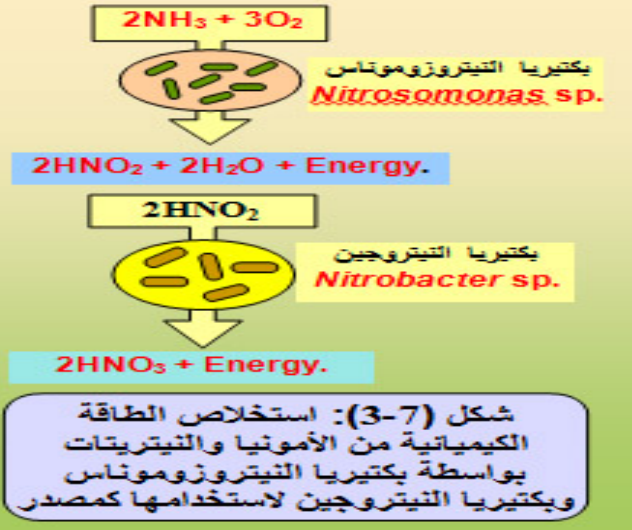 2NH₃ + 3O₂
بكتيريا النيتروزوموناس
Nitrosomonas sp.
2HNO₂ + 2H₂O + Energy.
2HNO₂
بكتيريا النيتروجين
Nitrobacter sp.
2HNO₃ + Energy.
شكل (7-3): استخلاص الطاقة
الكيميائية من الأمونيا والنيتريتات
بواسطة بكتيريا النيتروزوموناس
وبكتيريا النيتروجين لاستخدامها كمصدر